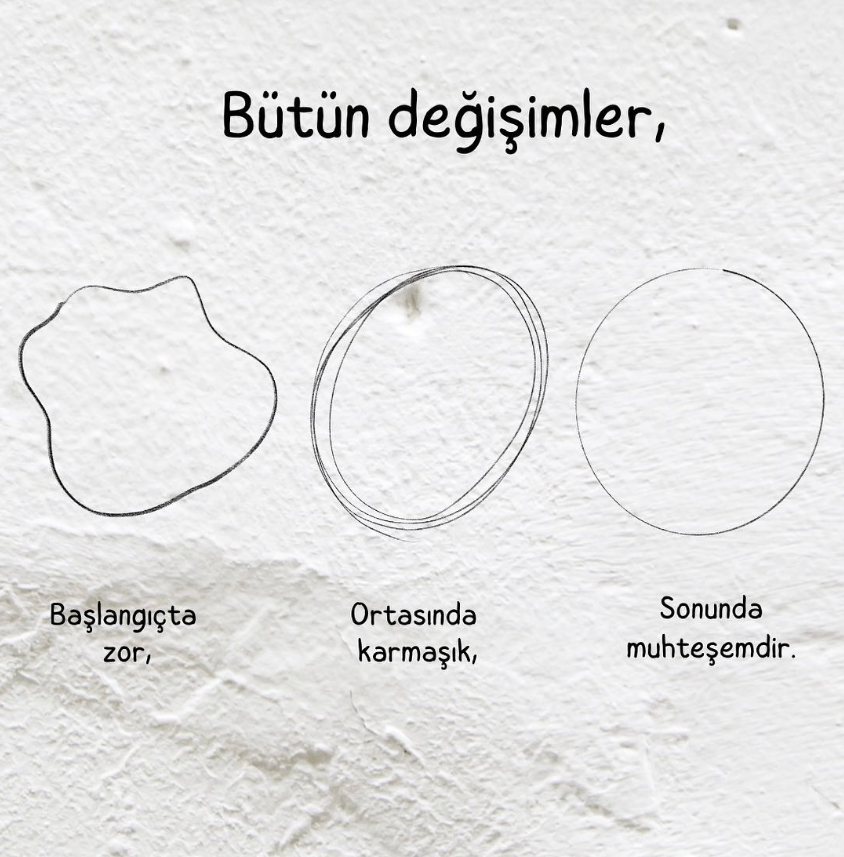 Bütün değişimler,
Başlangıçta
zor,
Ortasında
karmaşık,
Sonunda
muhteşemdir.